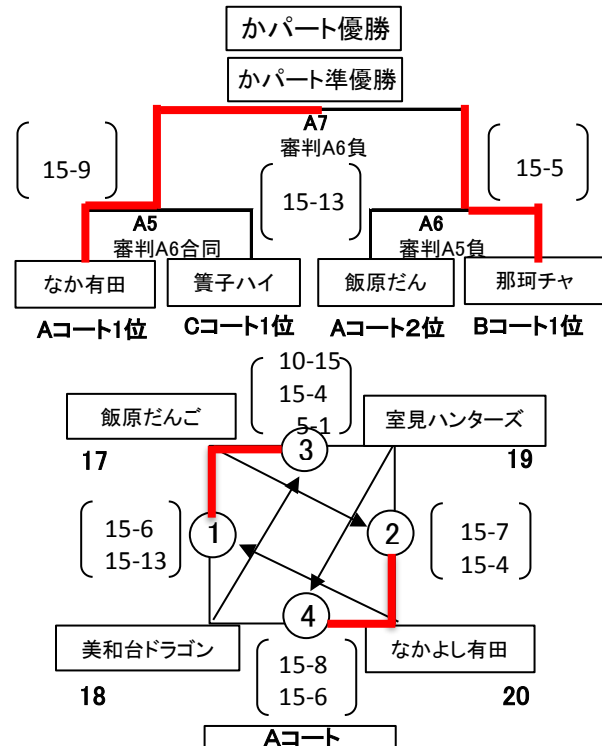 かパート優勝
かパート準優勝
A7
審判A6負
15-9
15-13
15-5
A5
審判A6合同
A6
審判A5負
なか有田
簀子ハイ
飯原だん
那珂チャ
Aコート1位
Cコート1位
Aコート2位
Bコート1位
10-15
15-4
5-1
飯原だんご
室見ハンターズ
17
3
19
15-6
15-13
1
2
15-7
15-4
4
美和台ドラゴン
なかよし有田
18
15-8
15-6
20
Aコート